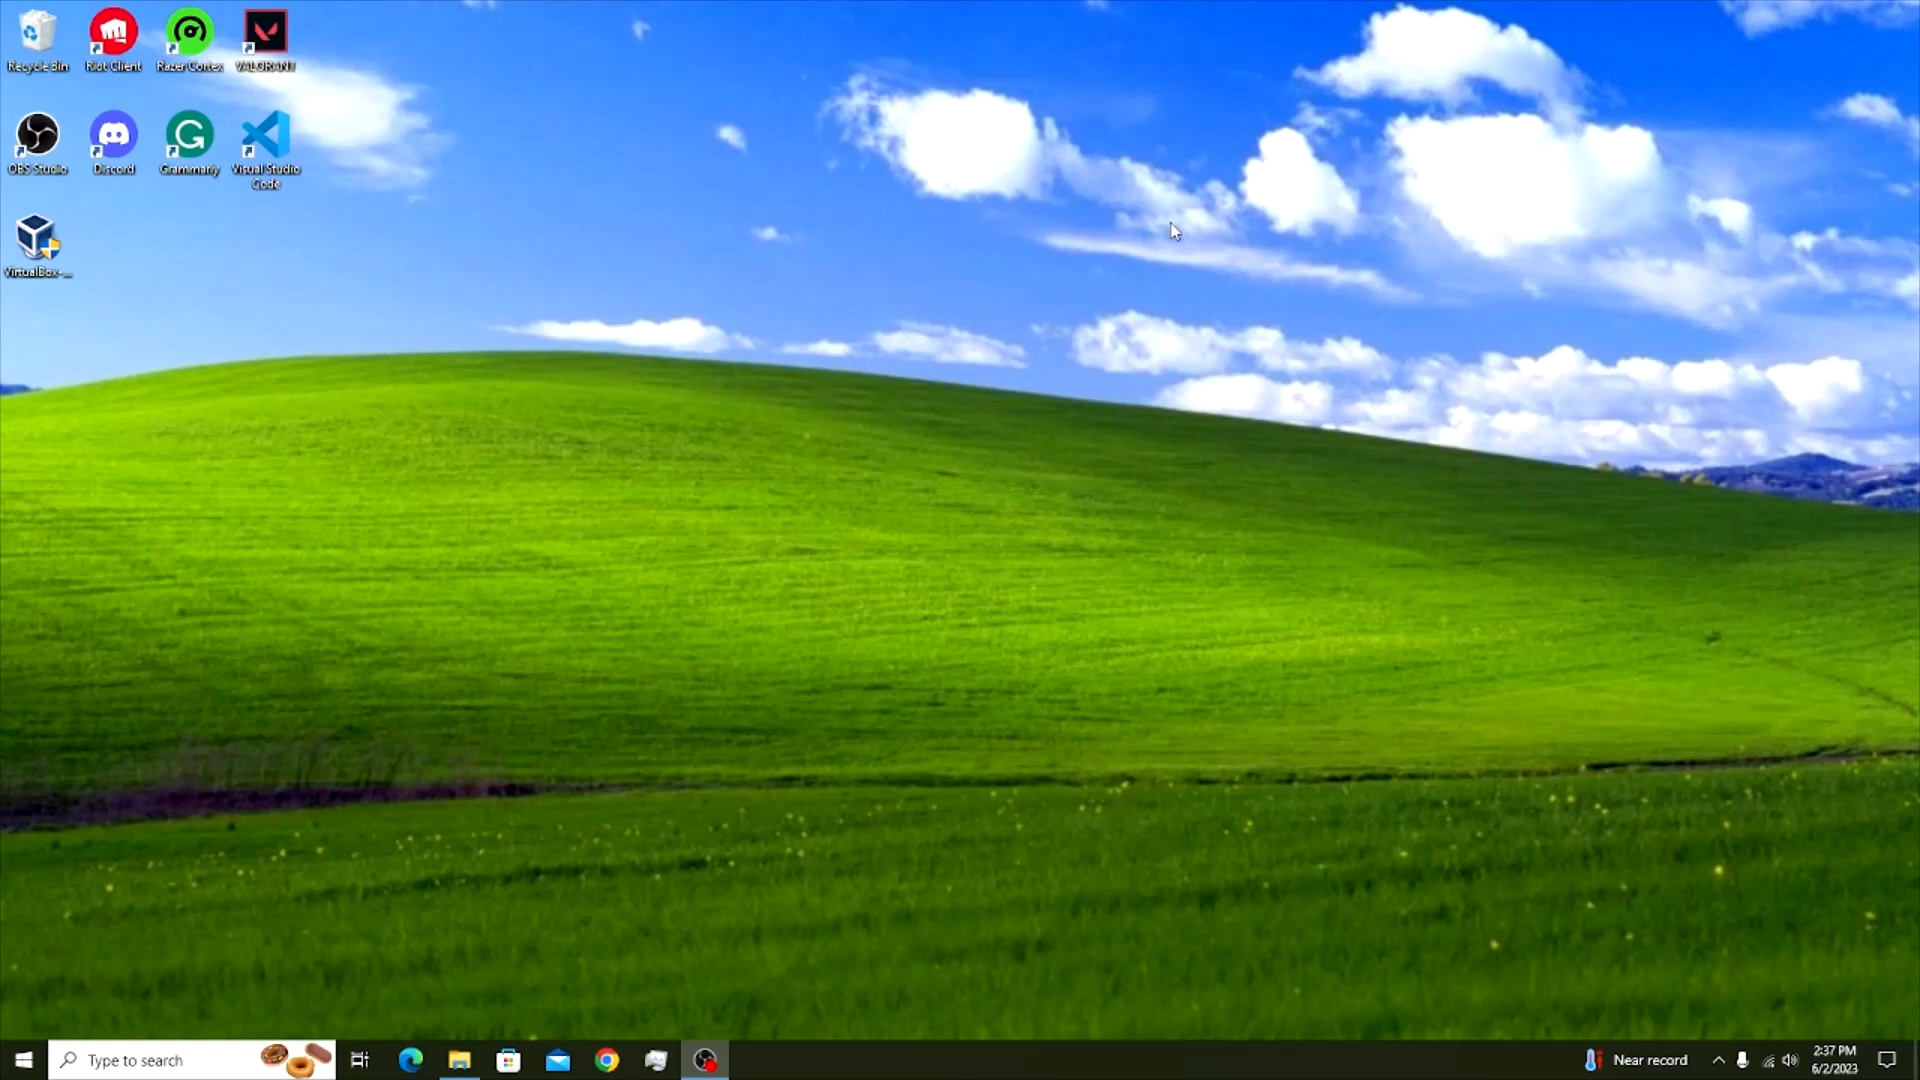 Recycle Bin
Riot Client
Razer Cortex
VALORANT
OBS Studio
Discord
Grammarly
Visual Studio
Code
VirtualBox-...
Type to search
Near record
2:37 PM
6/2/2023